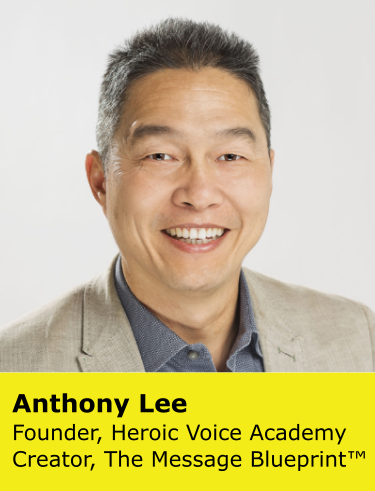 Anthony Lee
Founder, Heroic Voice Academy
Creator, The Message Blueprint™